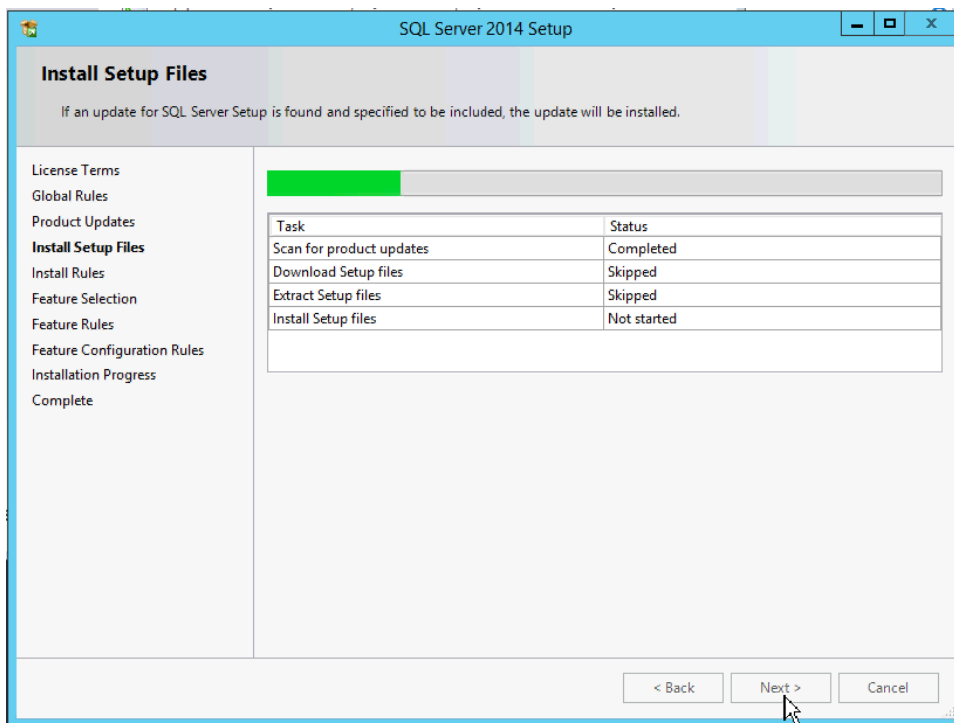 SQL Server 2014 Setup
Install Setup Files
If an update for SQL Server Setup is found and specified to be included, the update will be installed.
License Terms
Global Rules
Product Updates
Install Setup Files
Install Rules
Feature Selection
Feature Rules
Feature Configuration Rules
Installation Progress
Complete
Task Status
Scan for product updates Completed
Download Setup files Skipped
Extract Setup files Skipped
Install Setup files Not started
< Back Next > Cancel